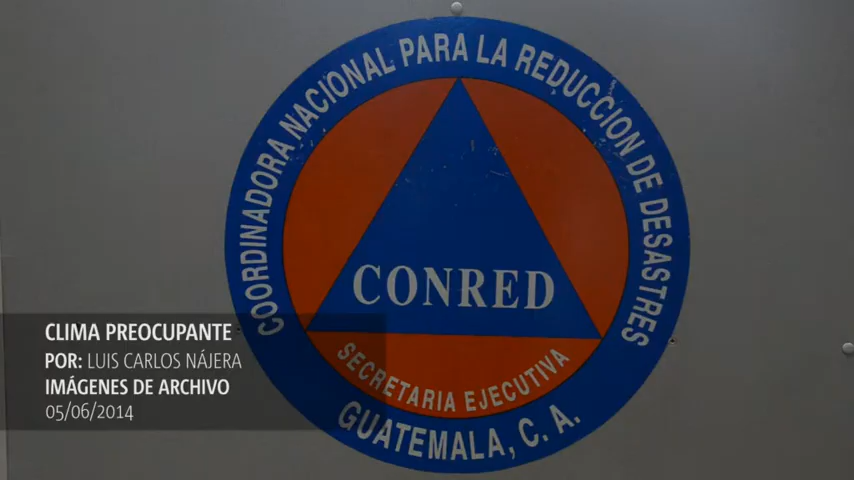 COORDINADORA NACIONAL PARA LA REDUCCION DE DESASTRES
CONRED
SECRETARIA EJECUTIVA
GUATEMALA, C. A.
CLIMA PREOCUPANTE
POR: LUIS CARLOS NÁJERA
IMÁGENES DE ARCHIVO
05/06/2014